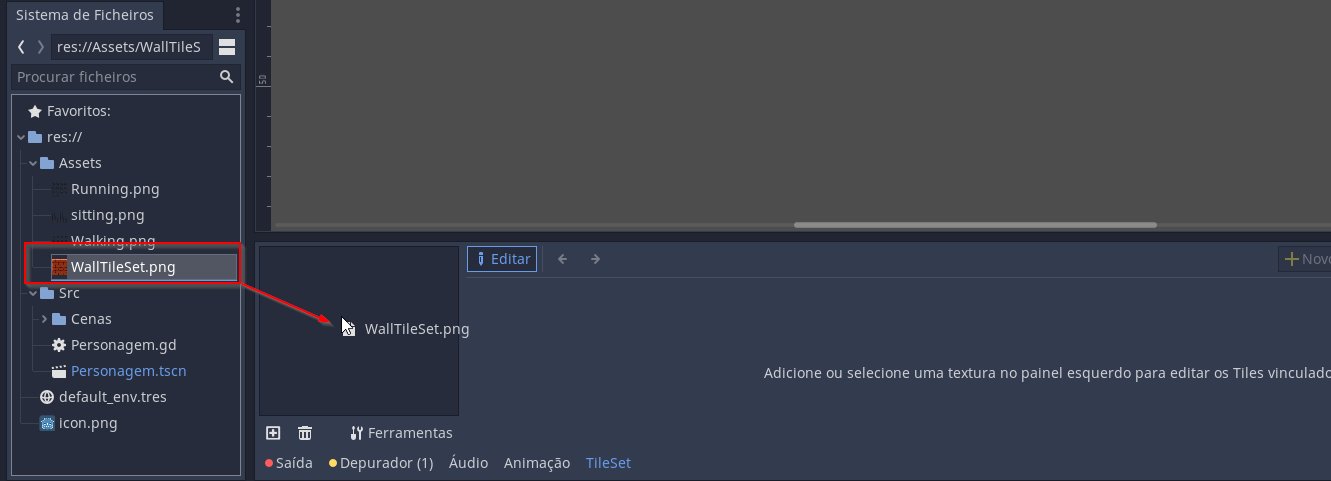 Sistema de Ficheiros
res://Assets/WallTileS
Procurar ficheiros
Favoritos:
res://
Assets
Running.png
sitting.png
Walking.png
WallTileSet.png
Src
Cenas
Personagem.gd
Personagem.tscn
default_env.tres
icon.png
50
Editar
Novo
WallTileSet.png
Adicione ou selecione uma textura no painel esquerdo para editar os Tiles vinculado
Ferramentas
Saída Depurador (1) Áudio Animação TileSet